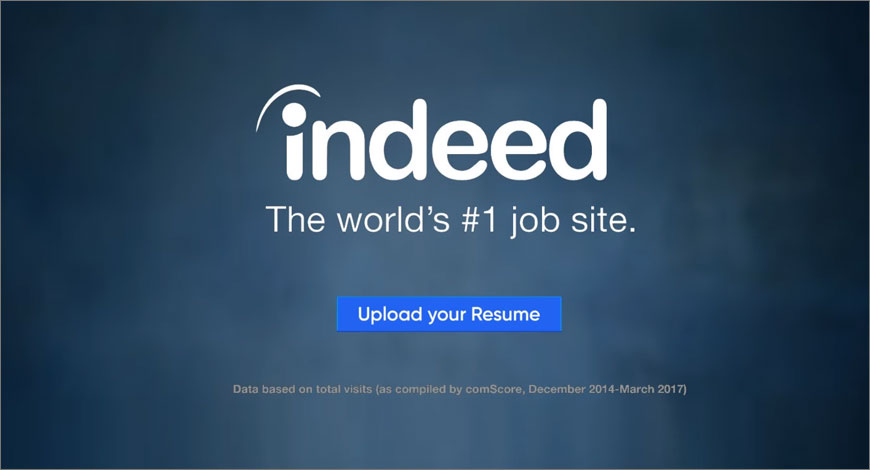 indeed
The world’s #1 job site.
Upload your Resume
Data based on total visits (as compiled by comScore, December 2014-March 2017)